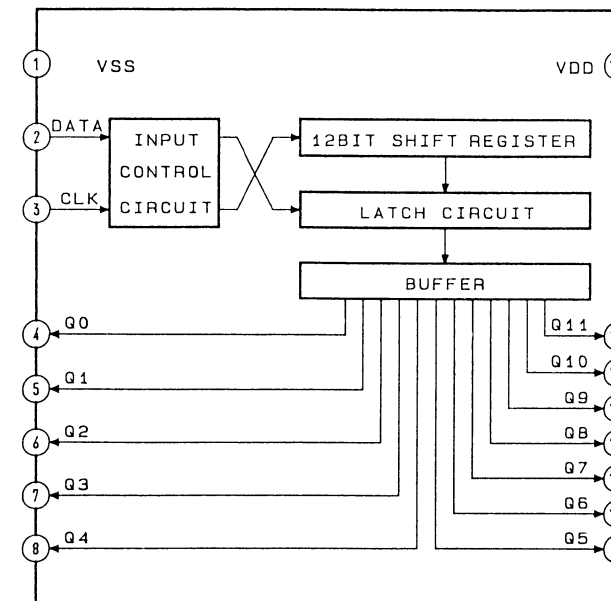 1 VSS VDD
2 DATA
3 CLK
INPUT
CONTROL
CIRCUIT
12BIT SHIFT REGISTER
LATCH CIRCUIT
BUFFER
4 Q0
5 Q1
6 Q2
7 Q3
8 Q4
Q11
Q10
Q9
Q8
Q7
Q6
Q5